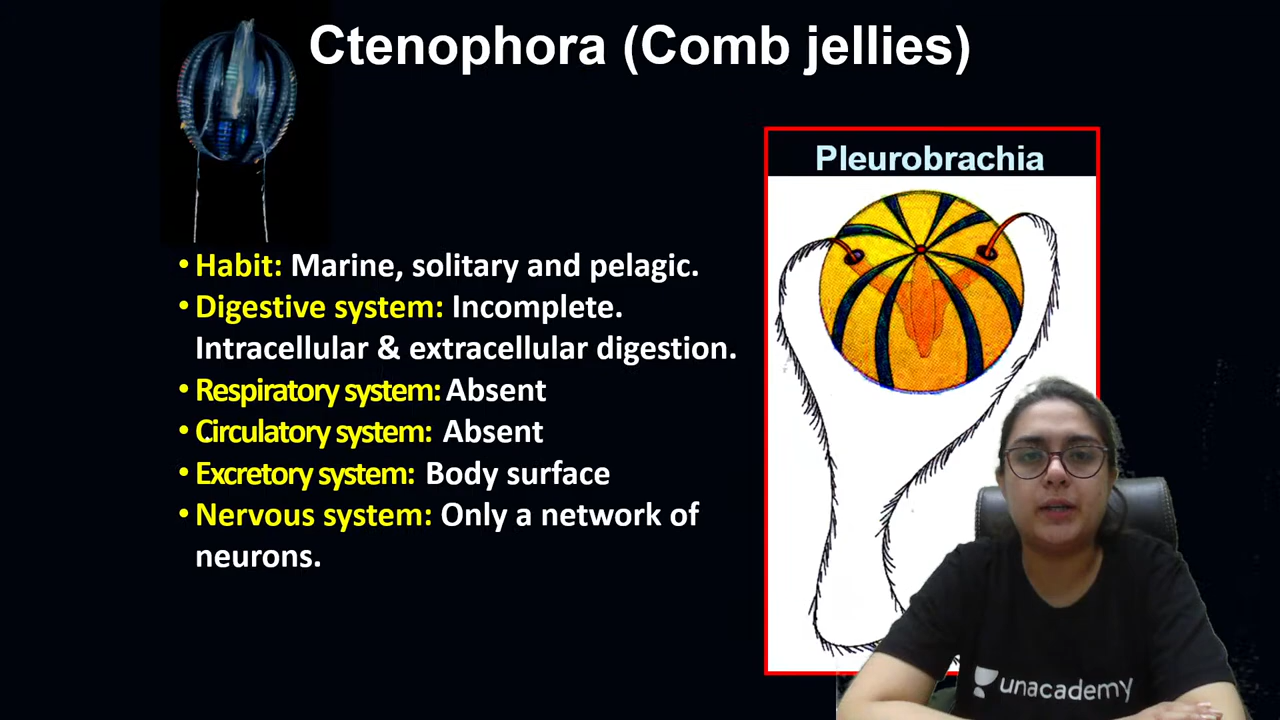 Ctenophora (Comb jellies)
Pleurobrachia
• Habit: Marine, solitary and pelagic.
• Digestive system: Incomplete.
Intracellular & extracellular digestion.
• Respiratory system: Absent
• Circulatory system: Absent
• Excretory system: Body surface
• Nervous system: Only a network of
neurons.
unacademy